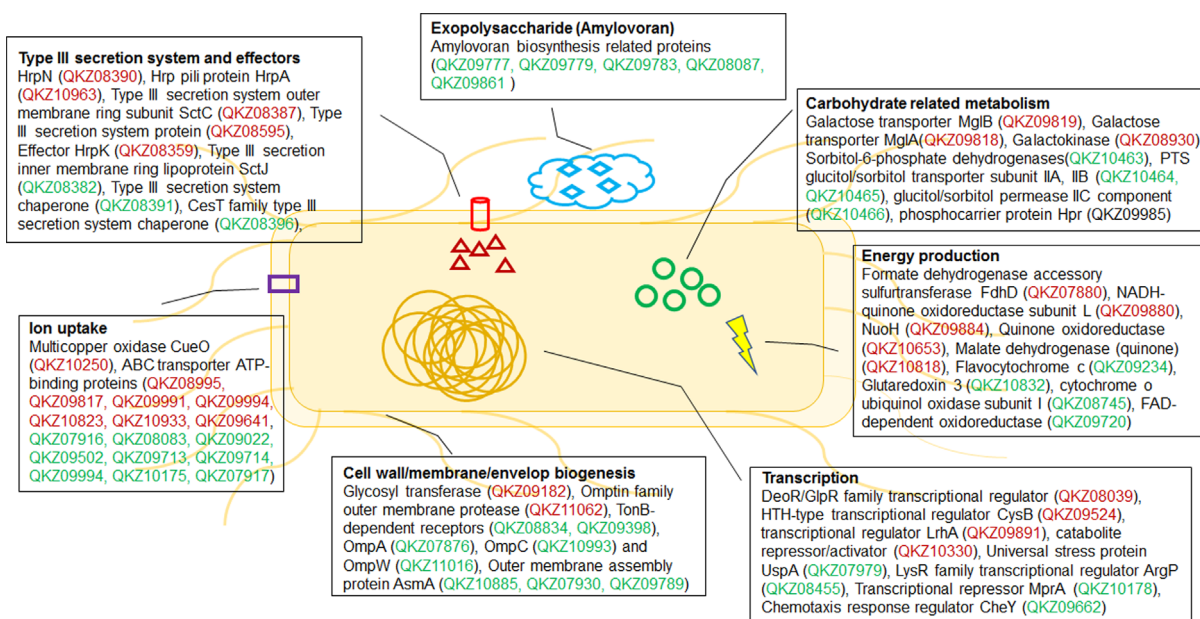 Exopolysaccharide (Amylovoran)
Amylovoran biosynthesis related proteins
(QKZ09777, QKZ09779, QKZ09783, QKZ08087,
QKZ09861 )
Type III secretion system and effectors
HrpN (QKZ08390), Hrp pili protein HrpA
(QKZ10963), Type III secretion system outer
membrane ring subunit SctC (QKZ08387), Type
III secretion system protein (QKZ08595),
Effector HrpK (QKZ08359), Type III secretion
inner membrane ring lipoprotein SctJ
(QKZ08382), Type III secretion system
chaperone (QKZ08391), CesT family type III
secretion system chaperone (QKZ08396),
Carbohydrate related metabolism
Galactose transporter MglB (QKZ09819), Galactose
transporter MglA(QKZ09818), Galactokinase (QKZ08930)
Sorbitol-6-phosphate dehydrogenases(QKZ10463), PTS
glucitol/sorbitol transporter subunit IIA, IIB (QKZ10464,
QKZ10465), glucitol/sorbitol permease IIC component
(QKZ10466), phosphocarrier protein Hpr (QKZ09985)
Energy production
Formate dehydrogenase accessory
sulfurtransferase FdhD (QKZ07880), NADH-
quinone oxidoreductase subunit L (QKZ09880),
NuoH (QKZ09884), Quinone oxidoreductase
(QKZ10653), Malate dehydrogenase (quinone)
(QKZ10818), Flavocytochrome c (QKZ09234),
Glutaredoxin 3 (QKZ10832), cytochrome o
ubiquinol oxidase subunit I (QKZ08745), FAD-
dependent oxidoreductase (QKZ09720)
Ion uptake
Multicopper oxidase CueO
(QKZ10250), ABC transporter ATP-
binding proteins (QKZ08995,
QKZ09817, QKZ09991, QKZ09994,
QKZ10823, QKZ10933, QKZ09641,
QKZ07916, QKZ08083, QKZ09022,
QKZ09502, QKZ09713, QKZ09714,
QKZ09994, QKZ10175, QKZ07917)
Cell wall/membrane/envelop biogenesis
Glycosyl transferase (QKZ09182), Omptin family
outer membrane protease (QKZ11062), TonB-
dependent receptors (QKZ08834, QKZ09398),
OmpA (QKZ07876), OmpC (QKZ10993) and
OmpW (QKZ11016), Outer membrane assembly
protein AsmA (QKZ10885, QKZ07930, QKZ09789)
Transcription
DeoR/GlpR family transcriptional regulator (QKZ08039),
HTH-type transcriptional regulator CysB (QKZ09524),
transcriptional regulator LrhA (QKZ09891), catabolite
repressor/activator (QKZ10330), Universal stress protein
UspA (QKZ07979), LysR family transcriptional regulator ArgP
(QKZ08455), Transcriptional repressor MprA (QKZ10178),
Chemotaxis response regulator CheY (QKZ09662)